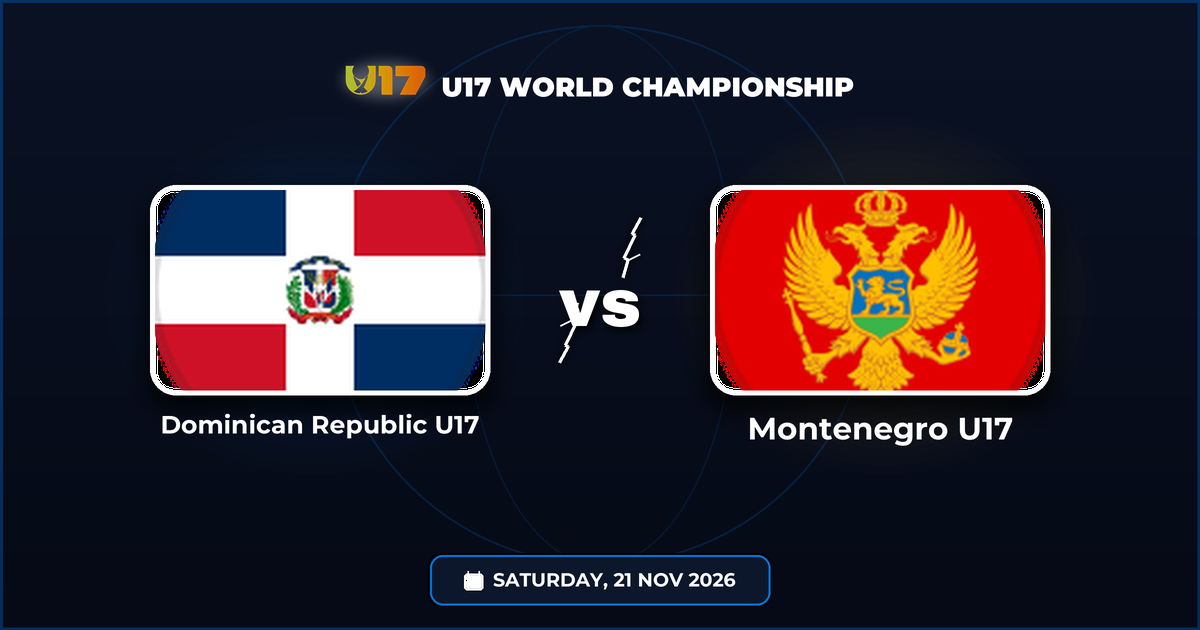 U17 U17 WORLD CHAMPIONSHIP
VS
Dominican Republic U17
Montenegro U17
SATURDAY, 21 NOV 2026